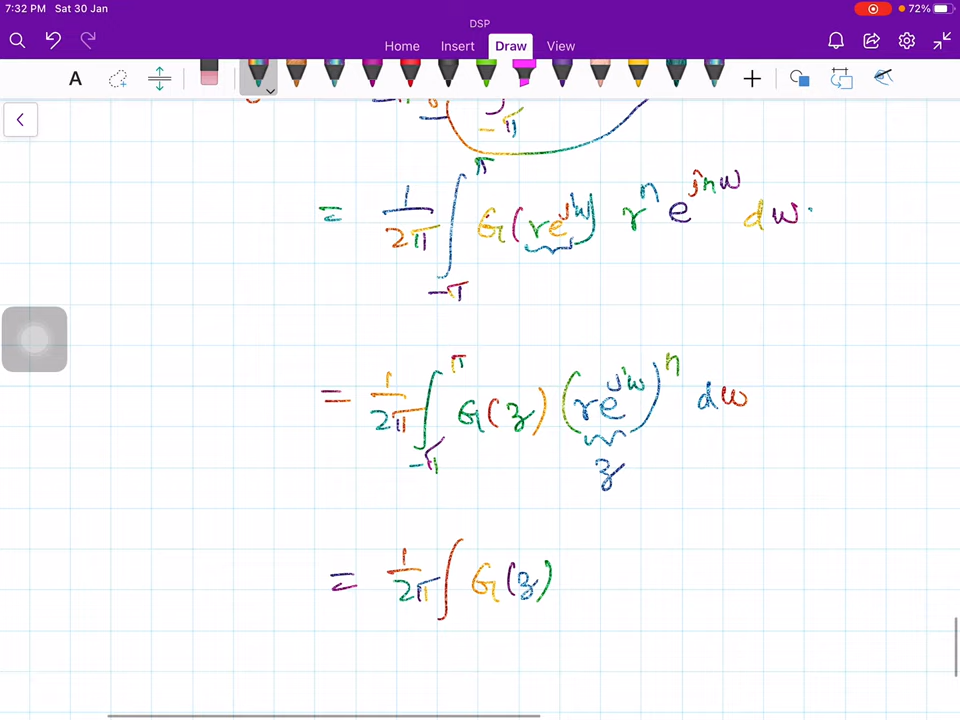 7:32 PM Sat 30 Jan 72%
DSP
Home Insert Draw View
A
-π
= 1/2π ∫_{-π}^{π} G(re^{jω}) r^n e^{jnω} dω
= 1/2π ∫_{-π}^{π} G(z) (re^{jω})^n dω
z
= 1/2π ∫ G(z)